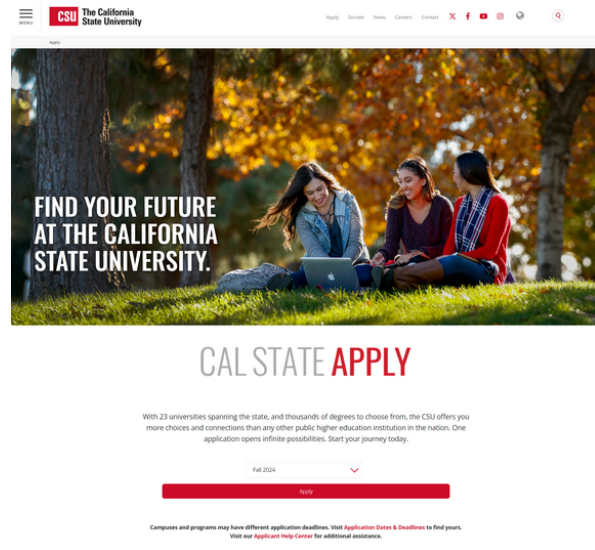 MENU
CSU The California
State University
Apply Donate News Careers Contact
Apply
FIND YOUR FUTURE
AT THE CALIFORNIA
STATE UNIVERSITY.
CAL STATE APPLY
With 23 universities spanning the state, and thousands of degrees to choose from, the CSU offers you
more choices and connections than any other public higher education institution in the nation. One
application opens infinite possibilities. Start your journey today.
Fall 2024
Apply
Campuses and programs may have different application deadlines. Visit Application Dates & Deadlines to find yours.
Visit our Applicant Help Center for additional assistance.